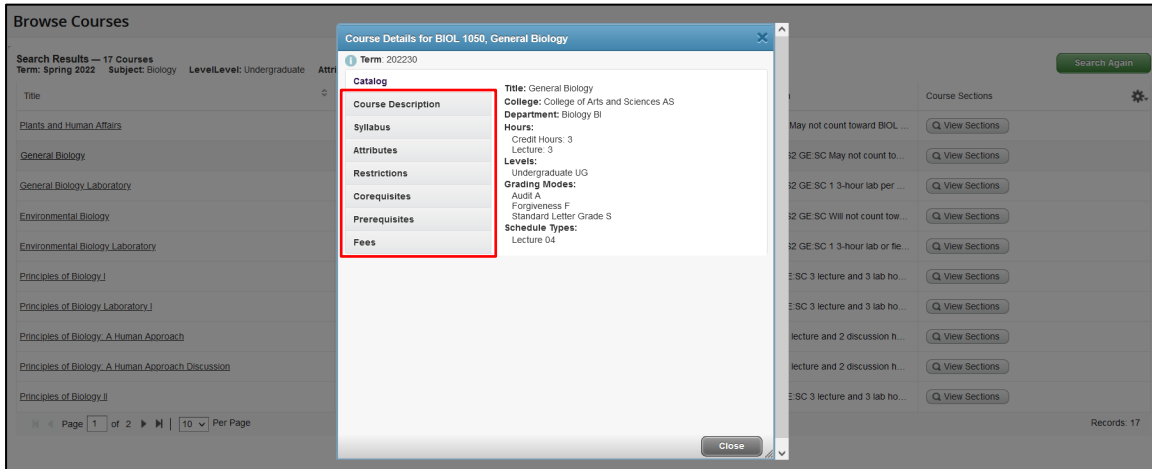 Browse Courses
Search Results — 17 Courses
Term: Spring 2022 Subject: Biology LevelLevel: Undergraduate Attri
Search Again
Title
Course Sections
Plants and Human Affairs
May not count toward BIOL ...
View Sections
General Biology
S2 GE:SC May not count to...
View Sections
General Biology Laboratory
S2 GE:SC 1 3-hour lab per ...
View Sections
Environmental Biology
S2 GE:SC Will not count tow...
View Sections
Environmental Biology Laboratory
S2 GE:SC 1 3-hour lab or fie...
View Sections
Principles of Biology I
E:SC 3 lecture and 3 lab ho...
View Sections
Principles of Biology Laboratory I
E:SC 3 lecture and 3 lab ho...
View Sections
Principles of Biology: A Human Approach
lecture and 2 discussion h...
View Sections
Principles of Biology: A Human Approach Discussion
lecture and 2 discussion h...
View Sections
Principles of Biology II
E:SC 3 lecture and 3 lab ho...
View Sections
Page 1 of 2 10 Per Page
Records: 17
Course Details for BIOL 1050, General Biology
Term: 202230
Catalog
Course Description
Syllabus
Attributes
Restrictions
Corequisites
Prerequisites
Fees
Title: General Biology
College: College of Arts and Sciences AS
Department: Biology BI
Hours:
Credit Hours: 3
Lecture: 3
Levels:
Undergraduate UG
Grading Modes:
Audit A
Forgiveness F
Standard Letter Grade S
Schedule Types:
Lecture 04
Close